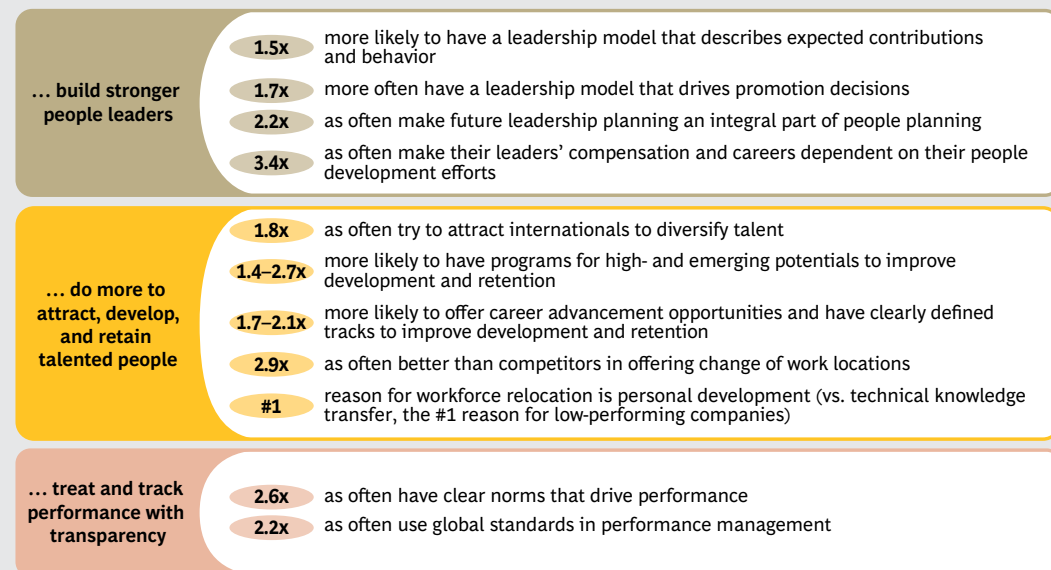 … build stronger
people leaders
1.5x more likely to have a leadership model that describes expected contributions
and behavior
1.7x more often have a leadership model that drives promotion decisions
2.2x as often make future leadership planning an integral part of people planning
3.4x as often make their leaders’ compensation and careers dependent on their people
development efforts
… do more to
attract, develop,
and retain
talented people
1.8x as often try to attract internationals to diversify talent
1.4–2.7x more likely to have programs for high- and emerging potentials to improve
development and retention
1.7–2.1x more likely to offer career advancement opportunities and have clearly defined
tracks to improve development and retention
2.9x as often better than competitors in offering change of work locations
#1 reason for workforce relocation is personal development (vs. technical knowledge
transfer, the #1 reason for low-performing companies)
… treat and track
performance with
transparency
2.6x as often have clear norms that drive performance
2.2x as often use global standards in performance management